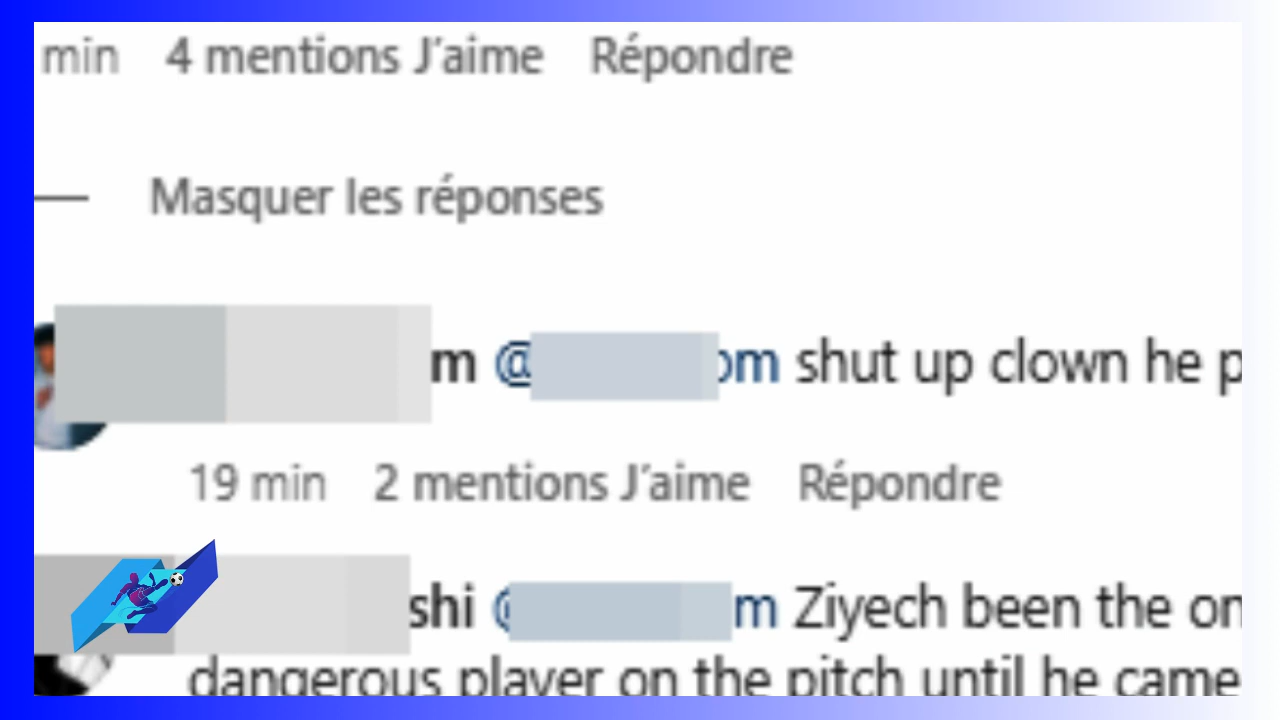 min 4 mentions J'aime Répondre
Masquer les réponses
m @ om shut up clown he p
19 min 2 mentions J'aime Répondre
shi @ m Ziyech been the on
dangerous player on the pitch until he came